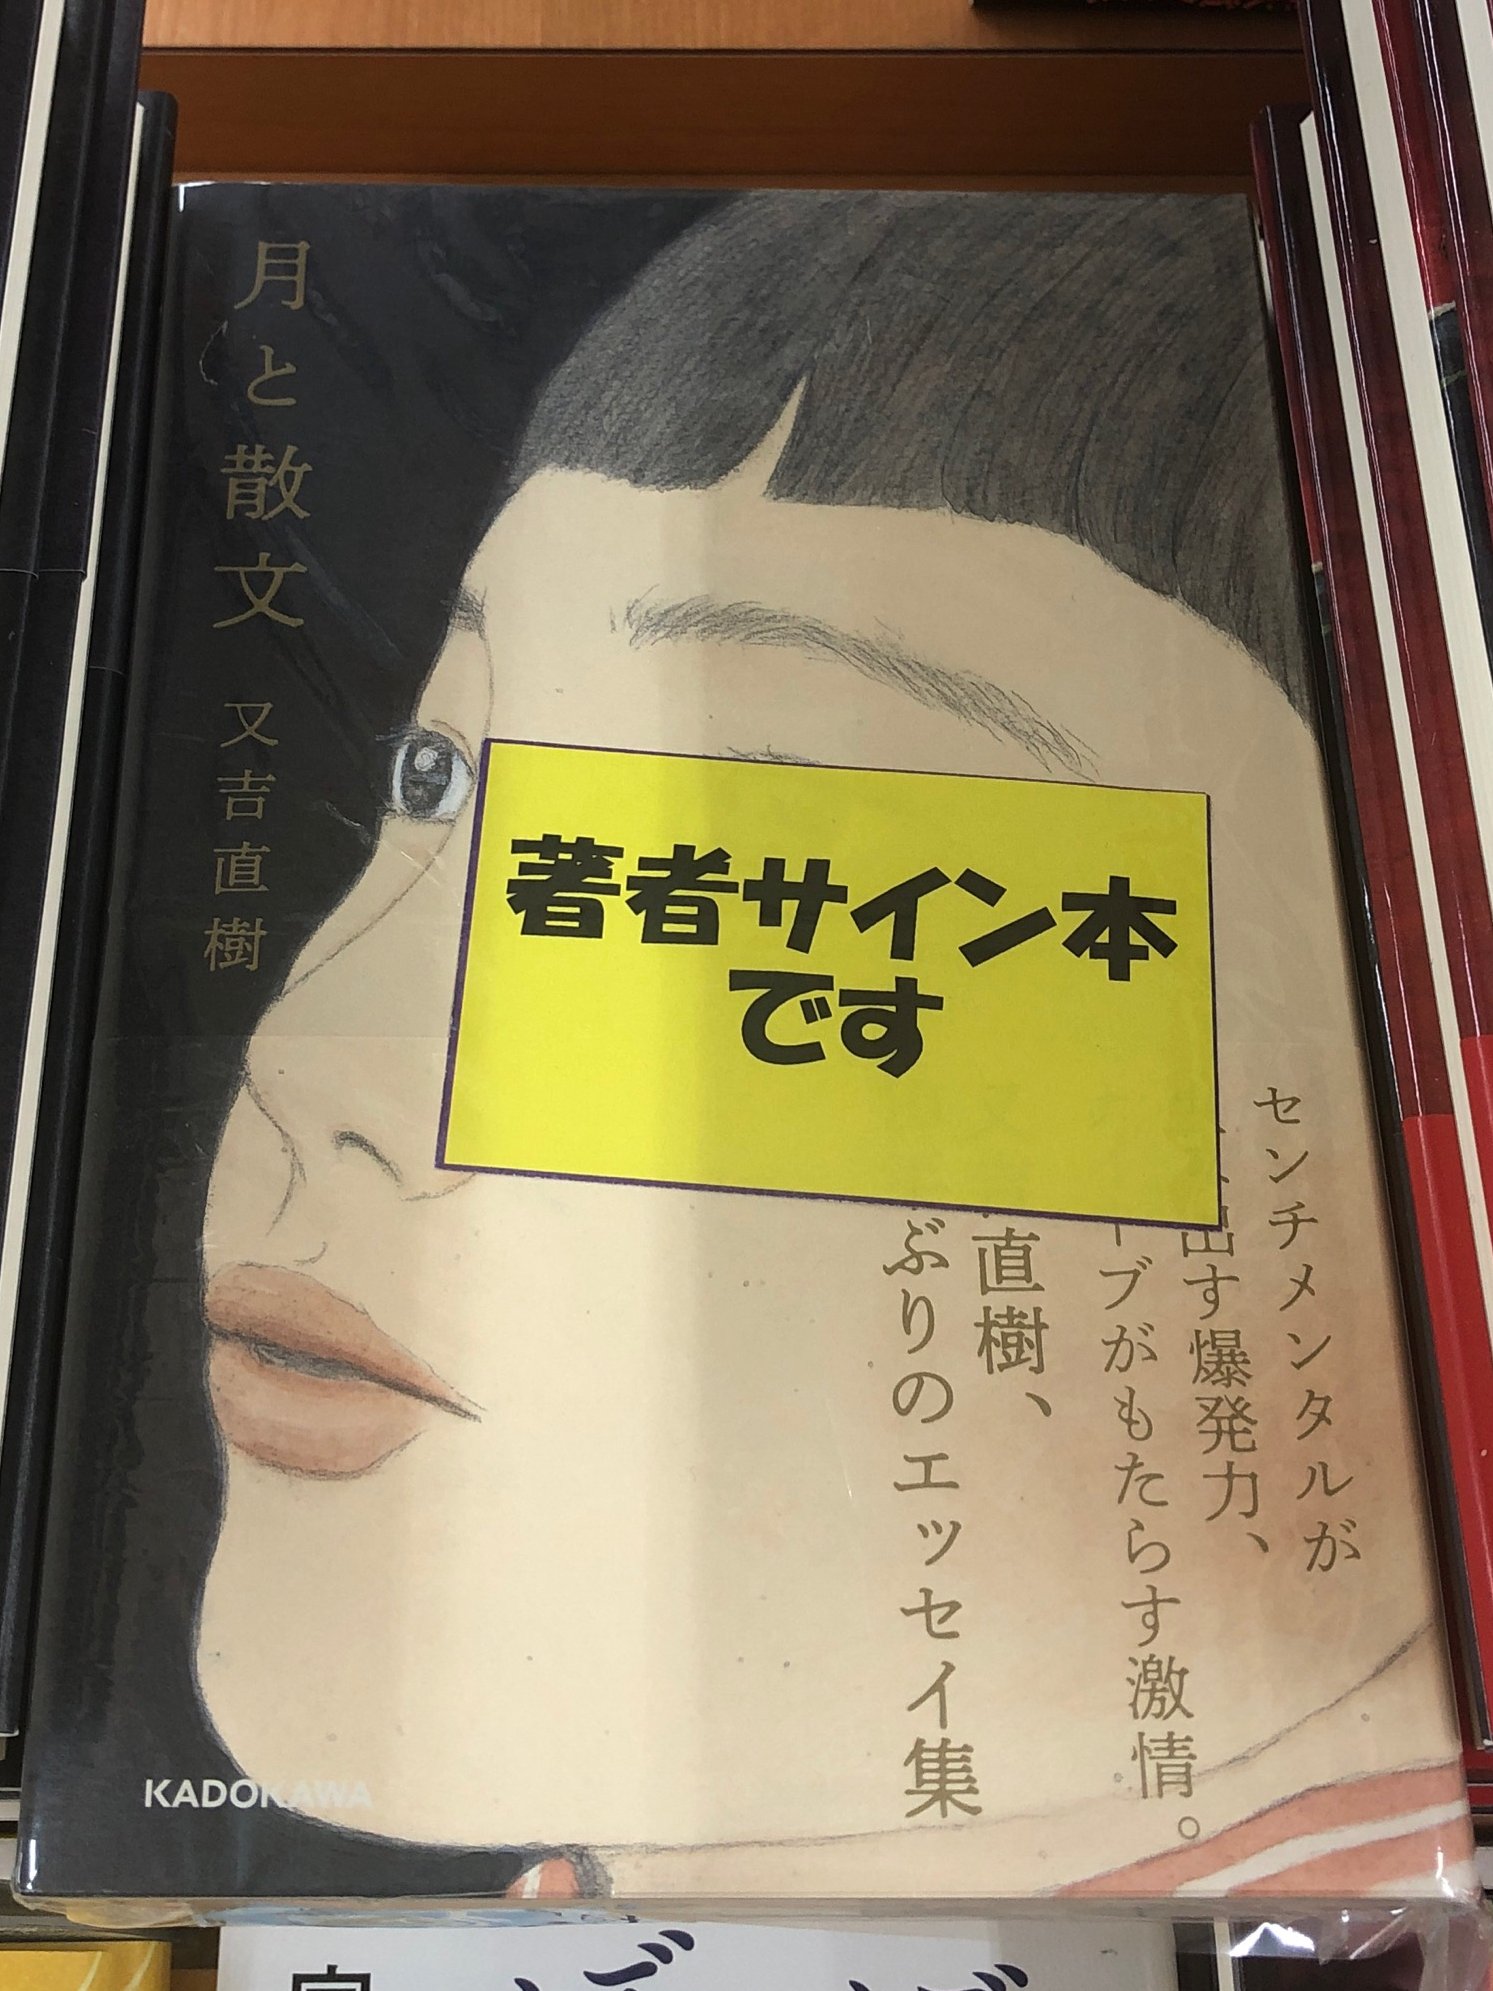 月と散文
又吉直樹
著者サイン本
です
センチメンタルが
出す爆発力、
ーブがもたらす激情。
直樹、
ぶりのエッセイ集
KADOKAWA